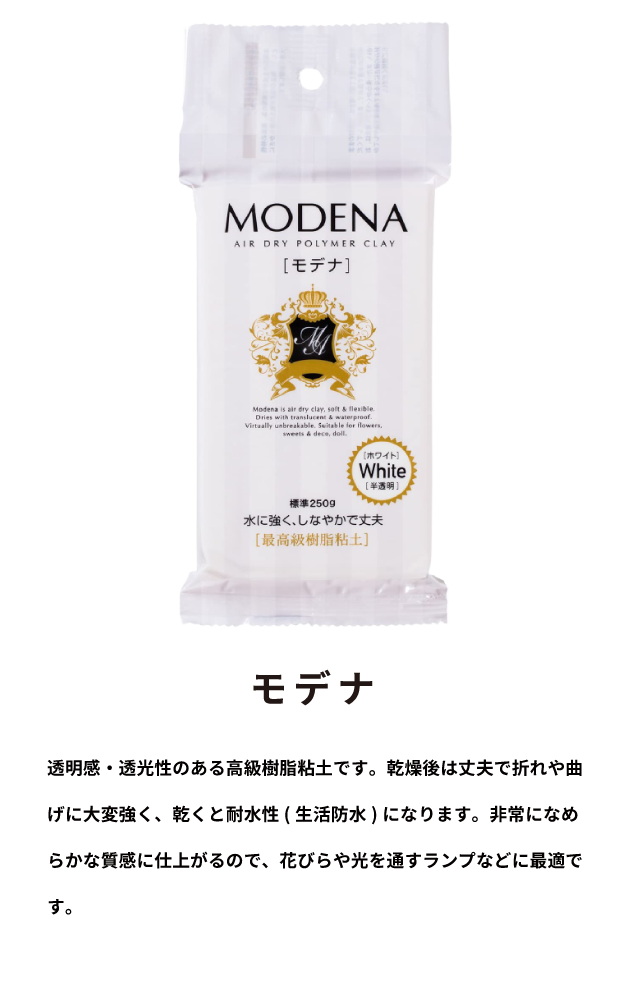 MODENA
AIR DRY POLYMER CLAY
[モデナ]
MA
Modena is air dry clay, soft & flexible.
Dries with translucent & waterproof.
Virtually unbreakable. Suitable for flowers,
sweets & deco, doll.
[ホワイト]
White
[半透明]
標準250g
水に強く、しなやかで丈夫
[最高級樹脂粘土]
モデナ
透明感・透光性のある高級樹脂粘土です。乾燥後は丈夫で折れや曲
げに大変強く、乾くと耐水性 ( 生活防水 ) になります。非常になめ
らかな質感に仕上がるので、花びらや光を通すランプなどに最適で
す。